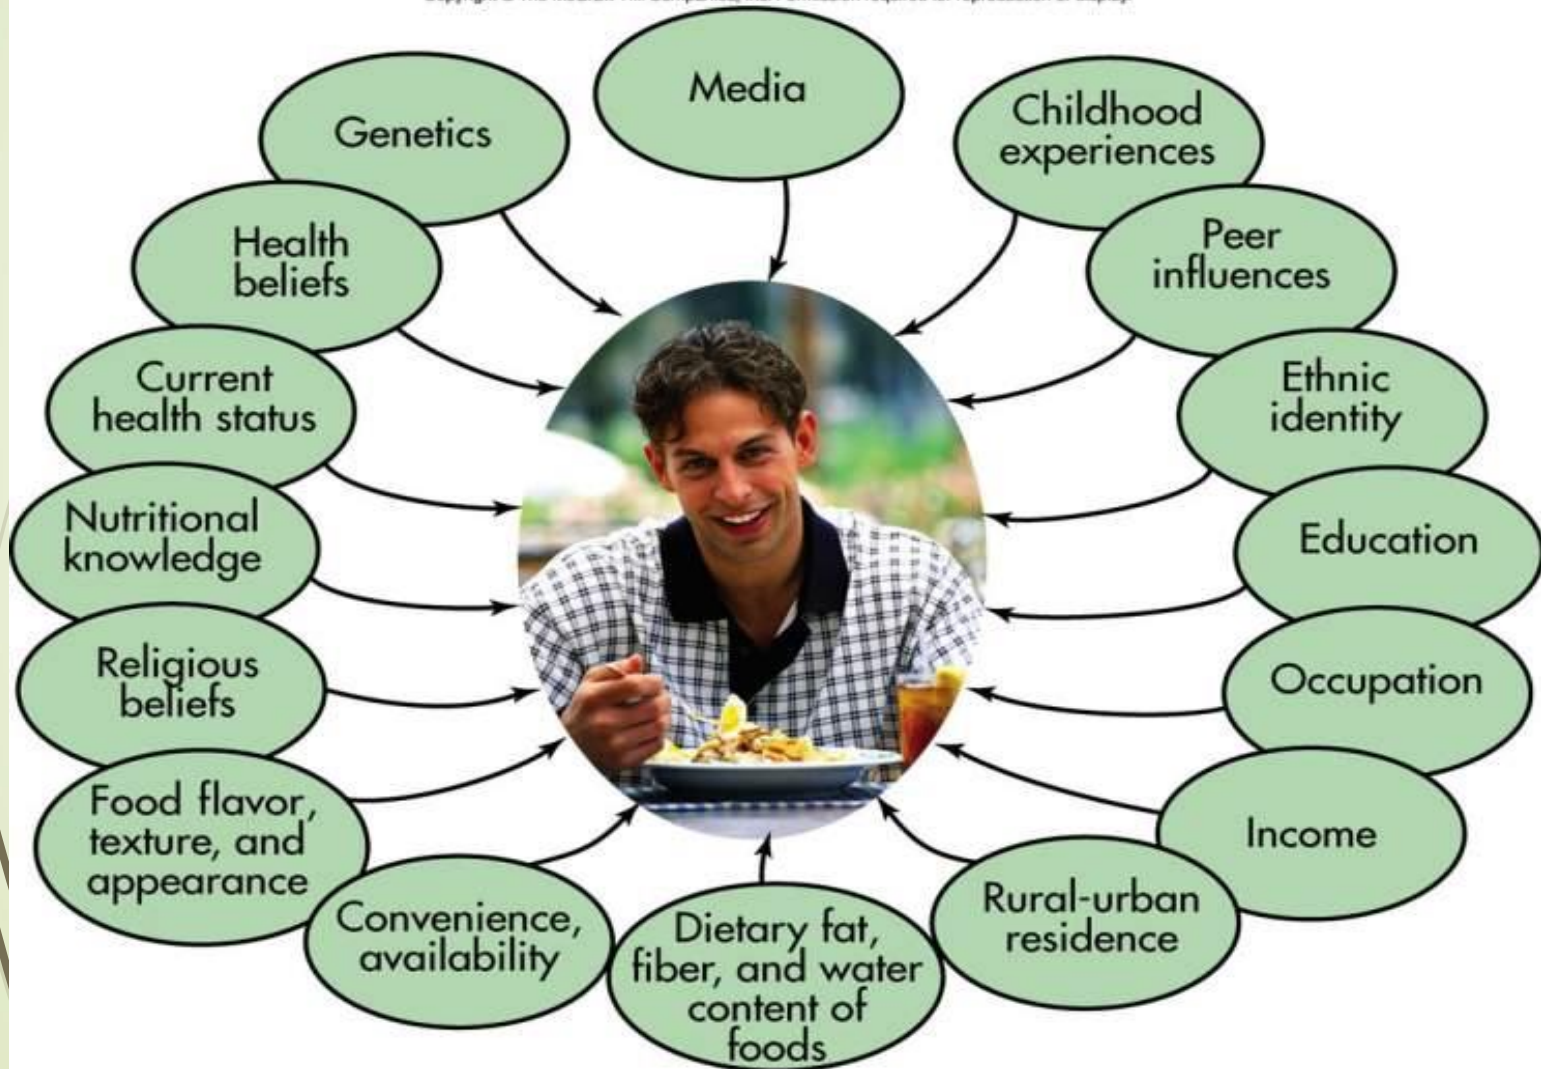 Media
Genetics
Childhood
experiences
Health
beliefs
Peer
influences
Current
health status
Ethnic
identity
Nutritional
knowledge
Education
Religious
beliefs
Occupation
Food flavor,
texture, and
appearance
Income
Convenience,
availability
Dietary fat,
fiber, and water
content of
foods
Rural-urban
residence